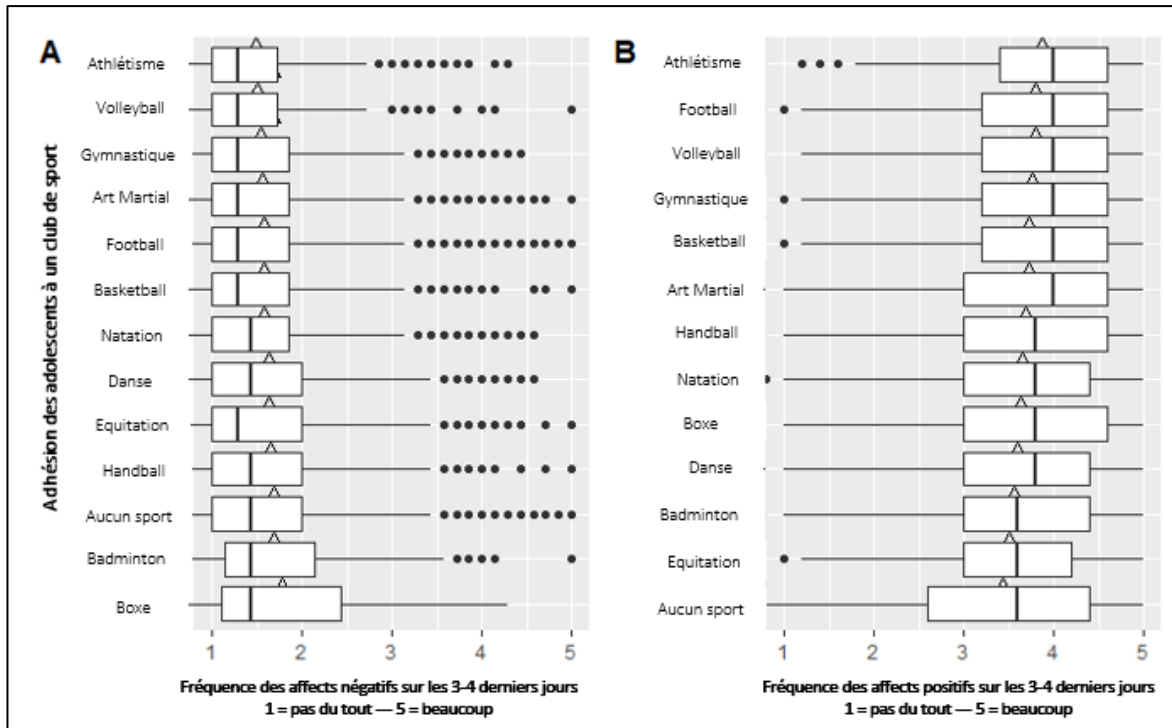 A
Adhésion des adolescents à un club de sport
Athlétisme
Volleyball
Gymnastique
Art Martial
Football
Basketball
Natation
Danse
Equitation
Handball
Aucun sport
Badminton
Boxe
1 2 3 4 5
Fréquence des affects négatifs sur les 3-4 derniers jours
1 = pas du tout — 5 = beaucoup
B
Athlétisme
Football
Volleyball
Gymnastique
Basketball
Art Martial
Handball
Natation
Boxe
Danse
Badminton
Equitation
Aucun sport
1 2 3 4 5
Fréquence des affects positifs sur les 3-4 derniers jours
1 = pas du tout — 5 = beaucoup